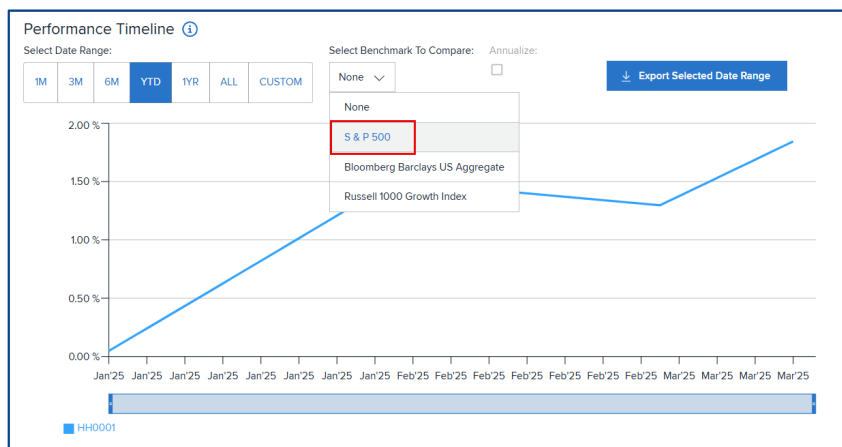 Performance Timeline
Select Date Range:
Select Benchmark To Compare:
Annualize:
1M 3M 6M YTD 1YR ALL CUSTOM
None
Export Selected Date Range
None
S & P 500
Bloomberg Barclays US Aggregate
Russell 1000 Growth Index
2.00 %
1.50 %
1.00 %
0.50 %
0.00 %
Jan'25 Jan'25 Jan'25 Jan'25 Jan'25 Jan'25 Jan'25 Jan'25 Feb'25 Feb'25 Feb'25 Feb'25 Feb'25 Feb'25 Feb'25 Mar'25 Mar'25 Mar'25 Mar'25
HH0001